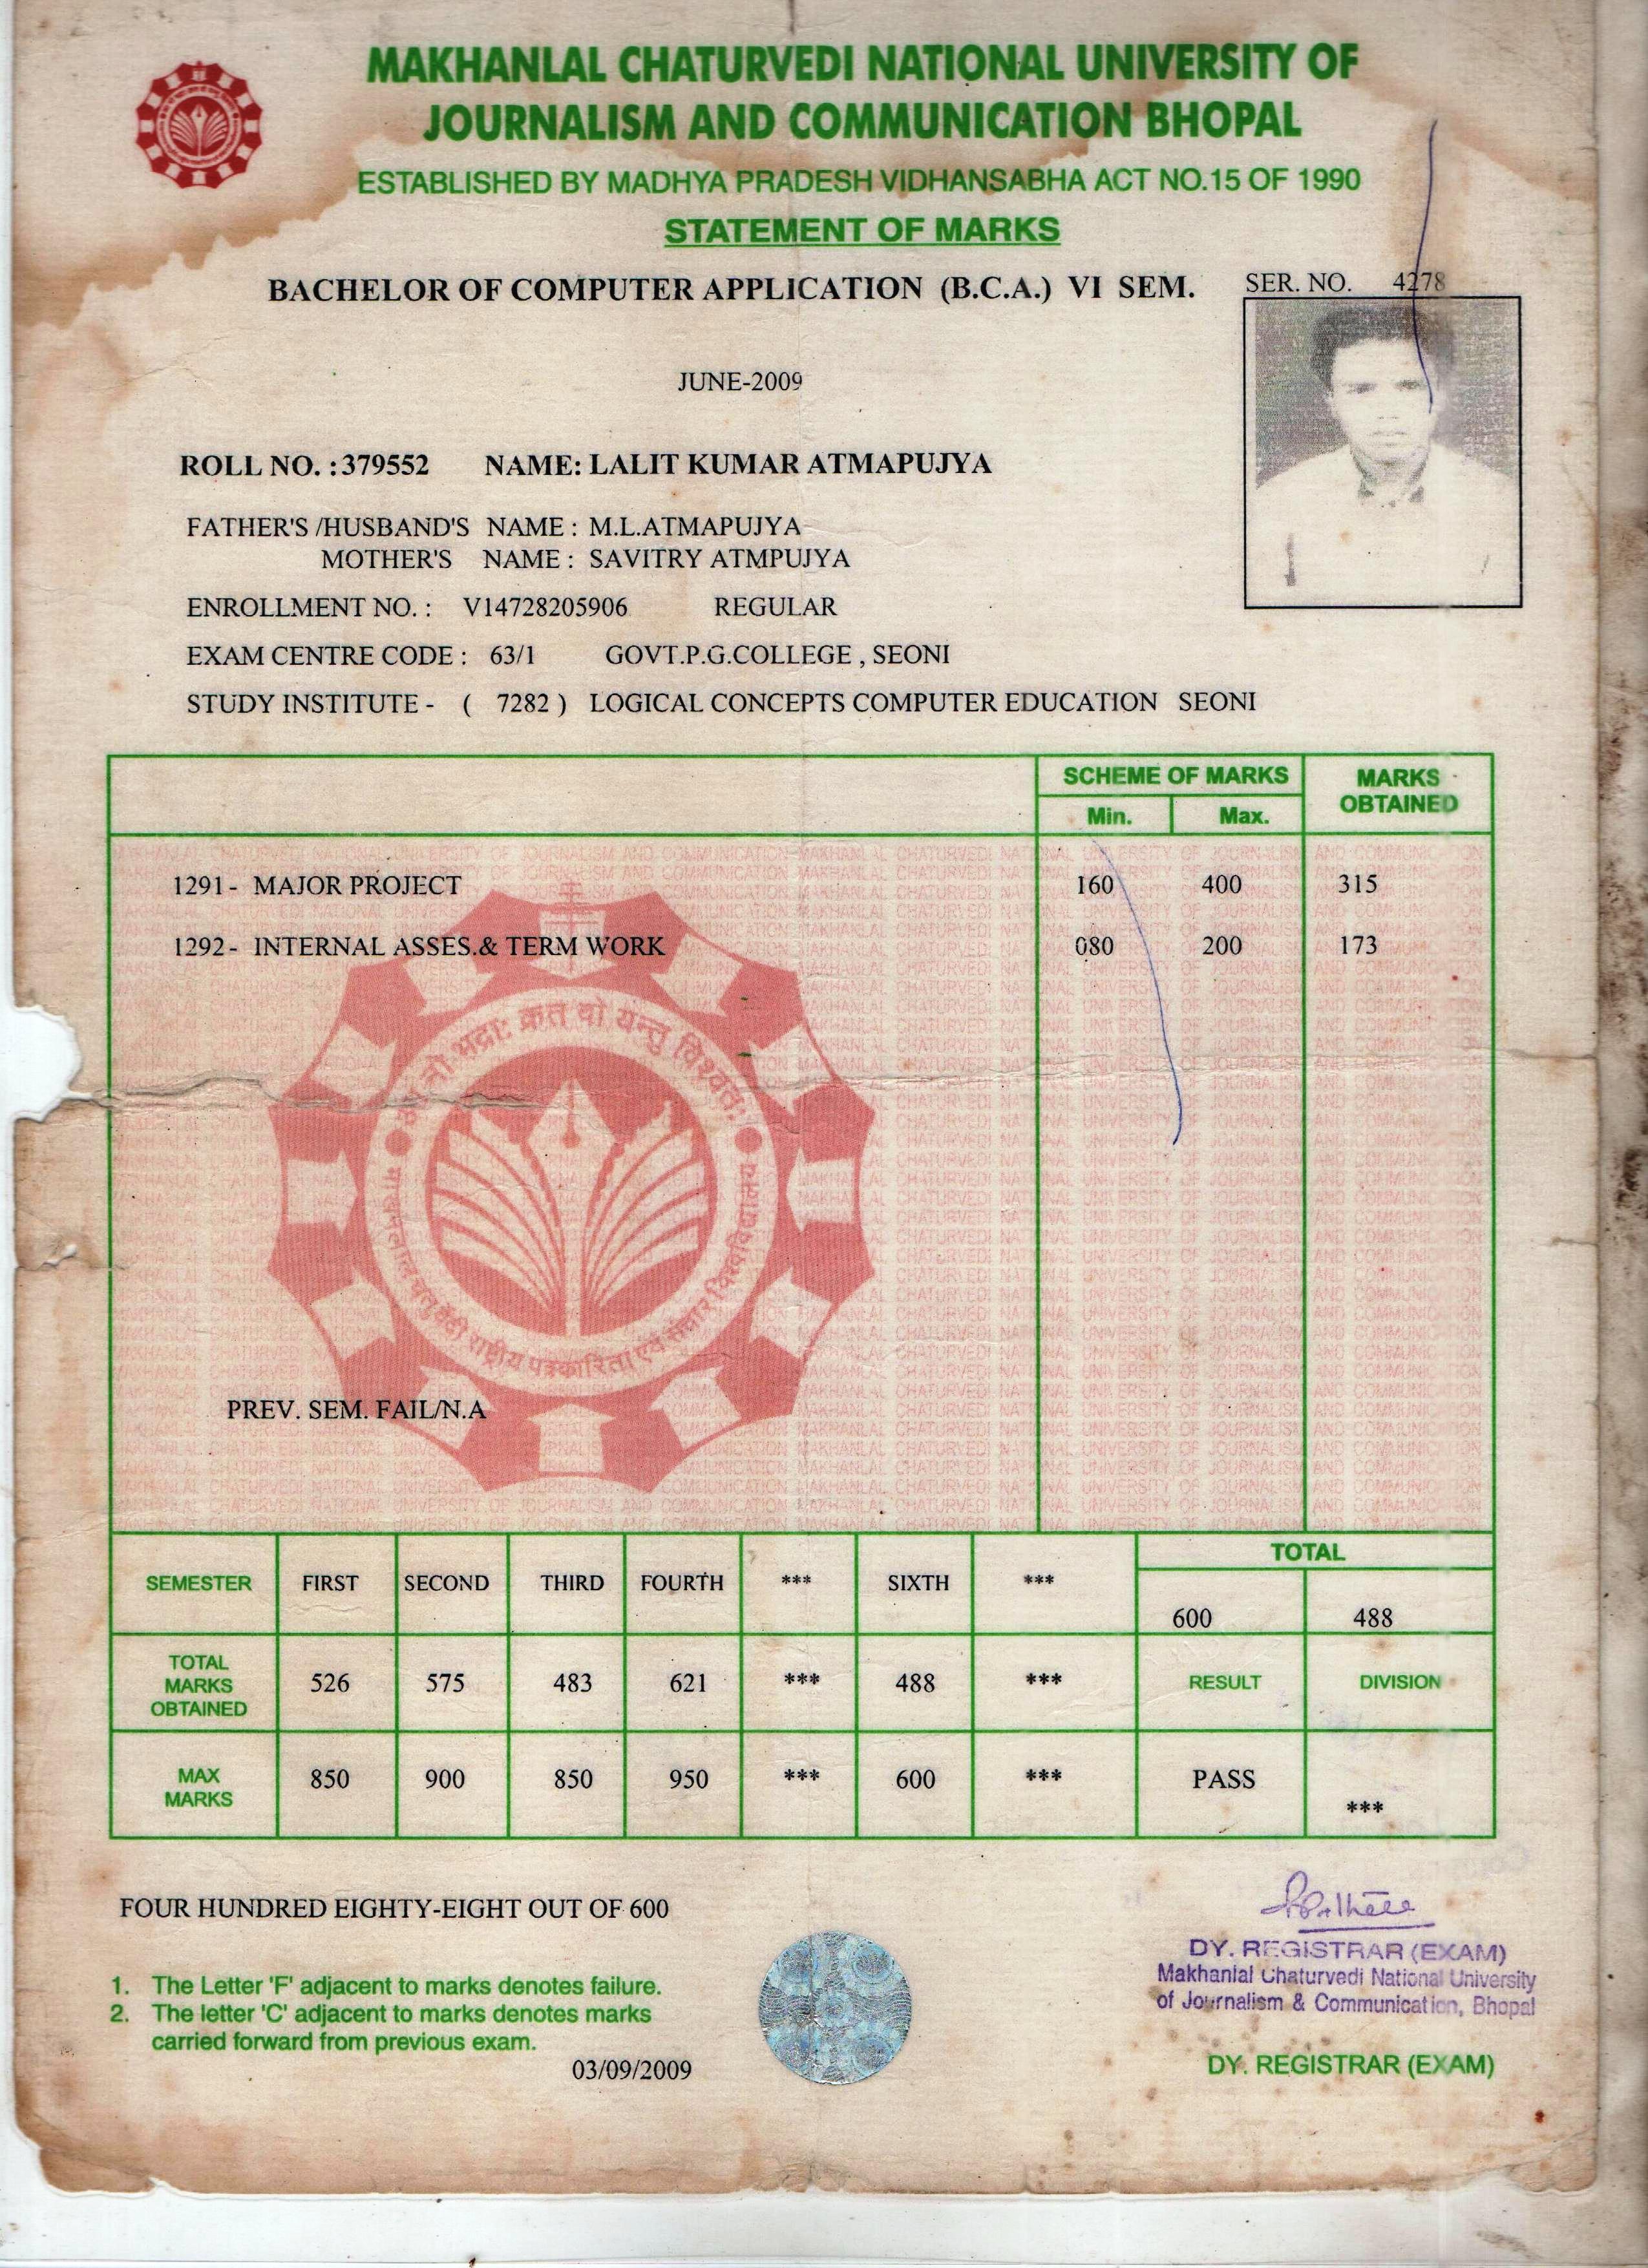 MAKHANLAL CHATURVEDI NATIONAL UNIVERSITY OF
JOURNALISM AND COMMUNICATION BHOPAL
ESTABLISHED BY MADHYA PRADESH VIDHANSABHA ACT NO.15 OF 1990
STATEMENT OF MARKS
BACHELOR OF COMPUTER APPLICATION (B.C.A.) VI SEM. SER. NO. 4278
JUNE-2009
ROLL NO. : 379552 NAME: LALIT KUMAR ATMAPUJYA
FATHER'S /HUSBAND'S NAME : M.L.ATMAPUJYA
MOTHER'S NAME : SAVITRY ATMPUJYA
ENROLLMENT NO. : V14728205906 REGULAR
EXAM CENTRE CODE : 63/1 GOVT.P.G.COLLEGE , SEONI
STUDY INSTITUTE - ( 7282 ) LOGICAL CONCEPTS COMPUTER EDUCATION SEONI
SCHEME OF MARKS MARKS OBTAINED
Min. Max.
1291 - MAJOR PROJECT 160 400 315
1292 - INTERNAL ASSES.& TERM WORK 080 200 173
माखनलाल चतुर्वेदी राष्ट्रीय पत्रकारिता एवं संचार विश्वविद्यालय
PREV. SEM. FAIL/N.A
TOTAL
SEMESTER FIRST SECOND THIRD FOURTH *** SIXTH *** 600 488
TOTAL MARKS OBTAINED 526 575 483 621 *** 488 *** RESULT DIVISION
MAX MARKS 850 900 850 950 *** 600 *** PASS ***
FOUR HUNDRED EIGHTY-EIGHT OUT OF 600
1. The Letter 'F' adjacent to marks denotes failure.
2. The letter 'C' adjacent to marks denotes marks
carried forward from previous exam.
03/09/2009
DY. REGISTRAR (EXAM)
Makhanlal Chaturvedi National University
of Journalism & Communication, Bhopal
DY. REGISTRAR (EXAM)